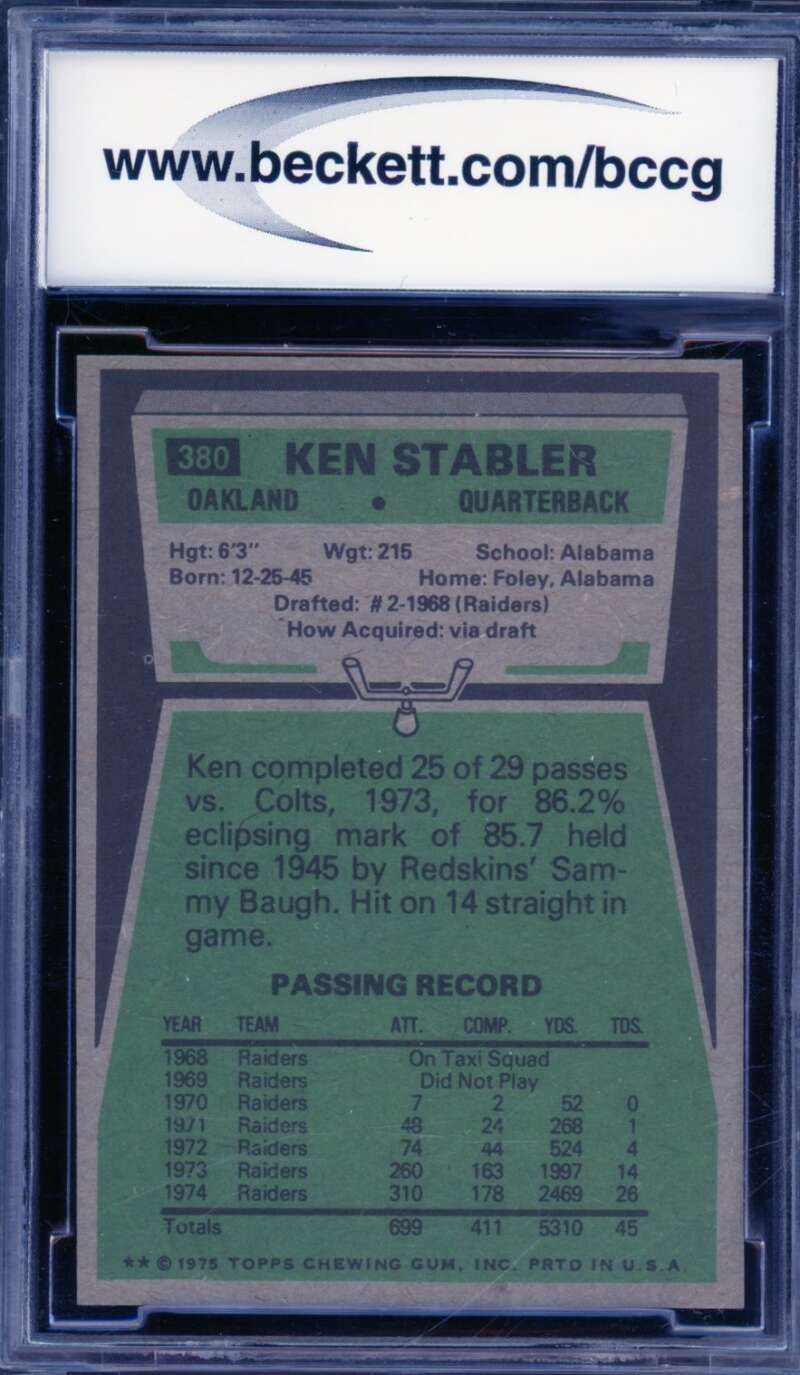 www.beckett.com/bccg
380 KEN STABLER
OAKLAND • QUARTERBACK
Hgt: 6'3" Wgt: 215 School: Alabama
Born: 12-25-45 Home: Foley, Alabama
Drafted: #2-1968 (Raiders)
How Acquired: via draft
Ken completed 25 of 29 passes
vs. Colts, 1973, for 86.2%
eclipsing mark of 85.7 held
since 1945 by Redskins' Sam-
my Baugh. Hit on 14 straight in
game.
PASSING RECORD
YEAR TEAM ATT. COMP. YDS. TDS.
1968 Raiders On Taxi Squad
1969 Raiders Did Not Play
1970 Raiders 7 2 52 0
1971 Raiders 48 24 268 1
1972 Raiders 74 44 524 4
1973 Raiders 260 163 1997 14
1974 Raiders 310 178 2469 26
Totals 699 411 5310 45
** © 1975 TOPPS CHEWING GUM, INC. PRTD IN U.S.A.